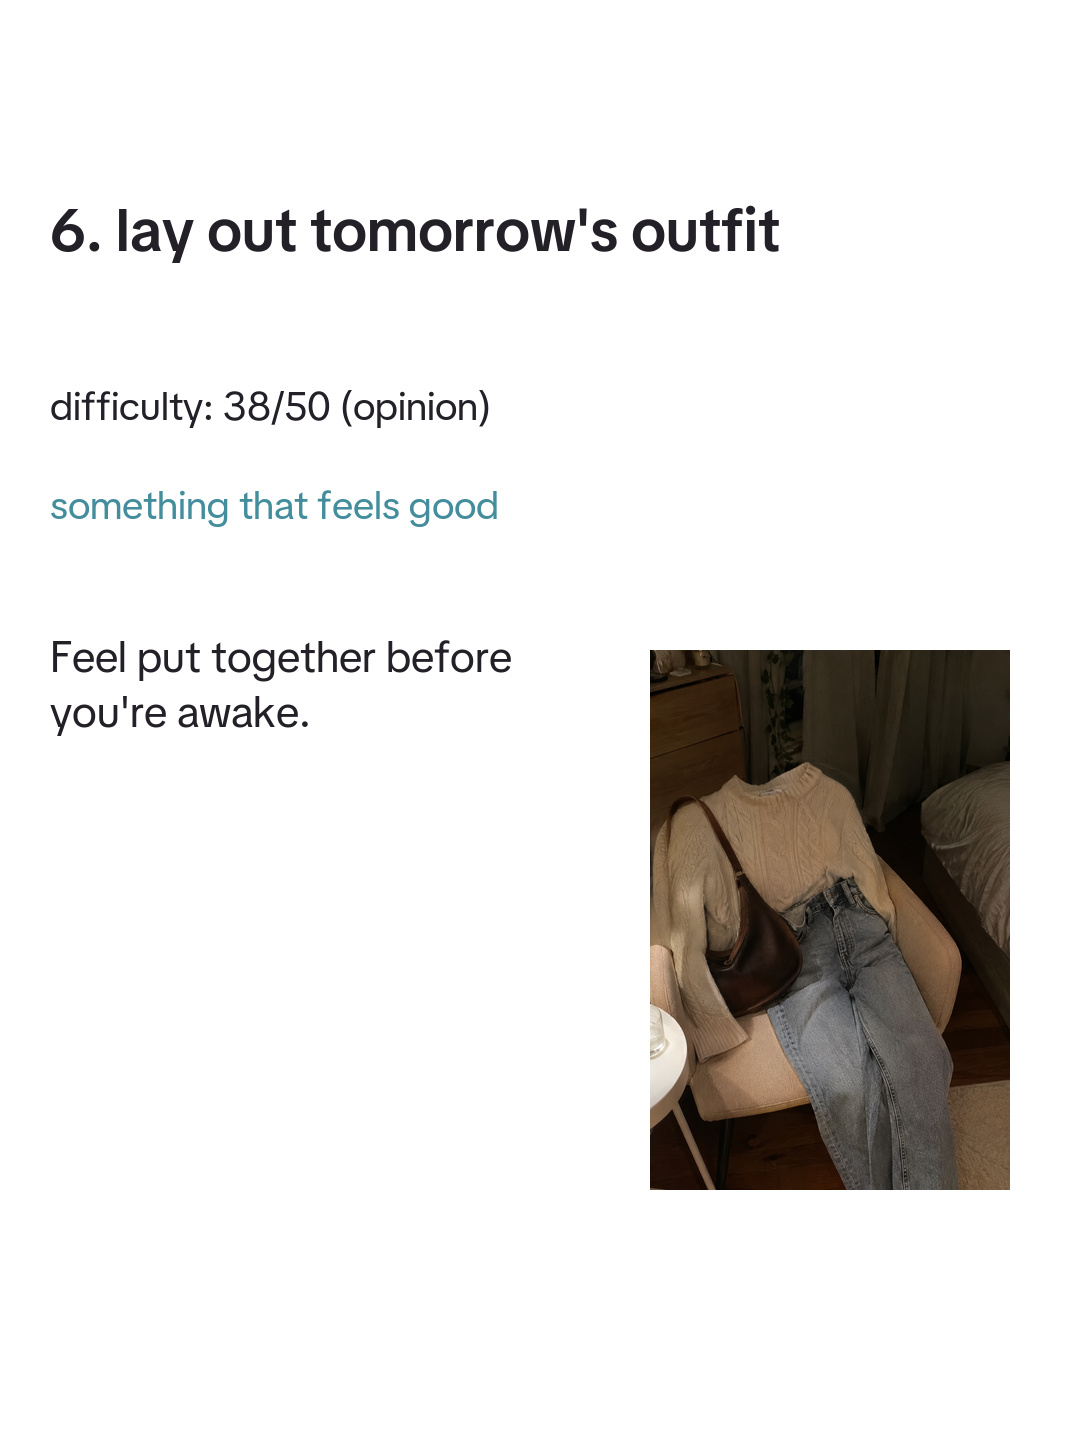 6. lay out tomorrow's outfit
difficulty: 38/50 (opinion)
something that feels good
Feel put together before
you're awake.